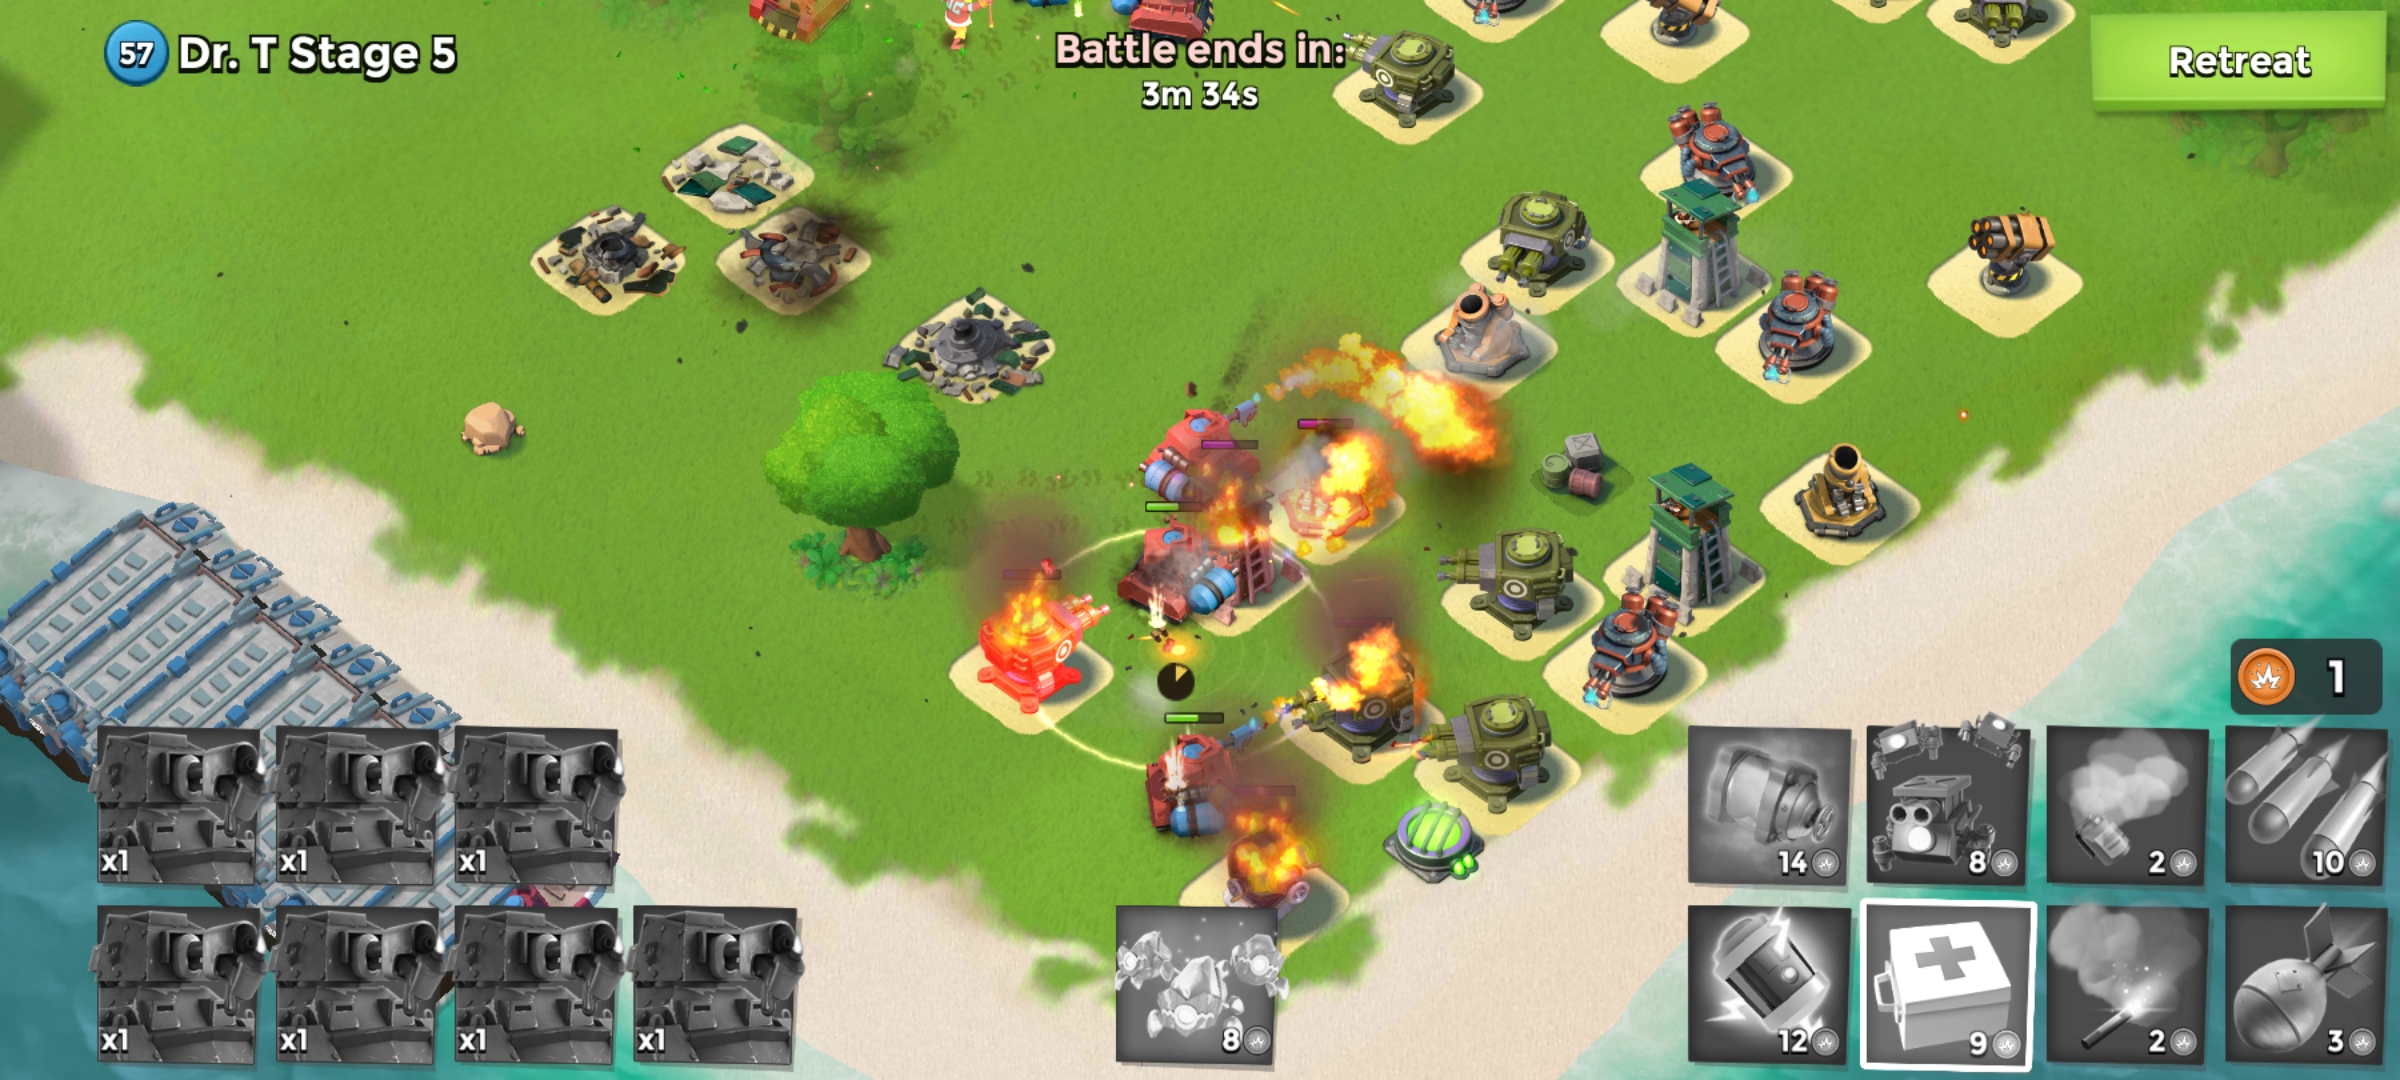 57 Dr. T Stage 5
Battle ends in:
3m 34s
Retreat
1
x1 x1 x1
14 8 2 10
x1 x1 x1 x1
8
12 9 2 3